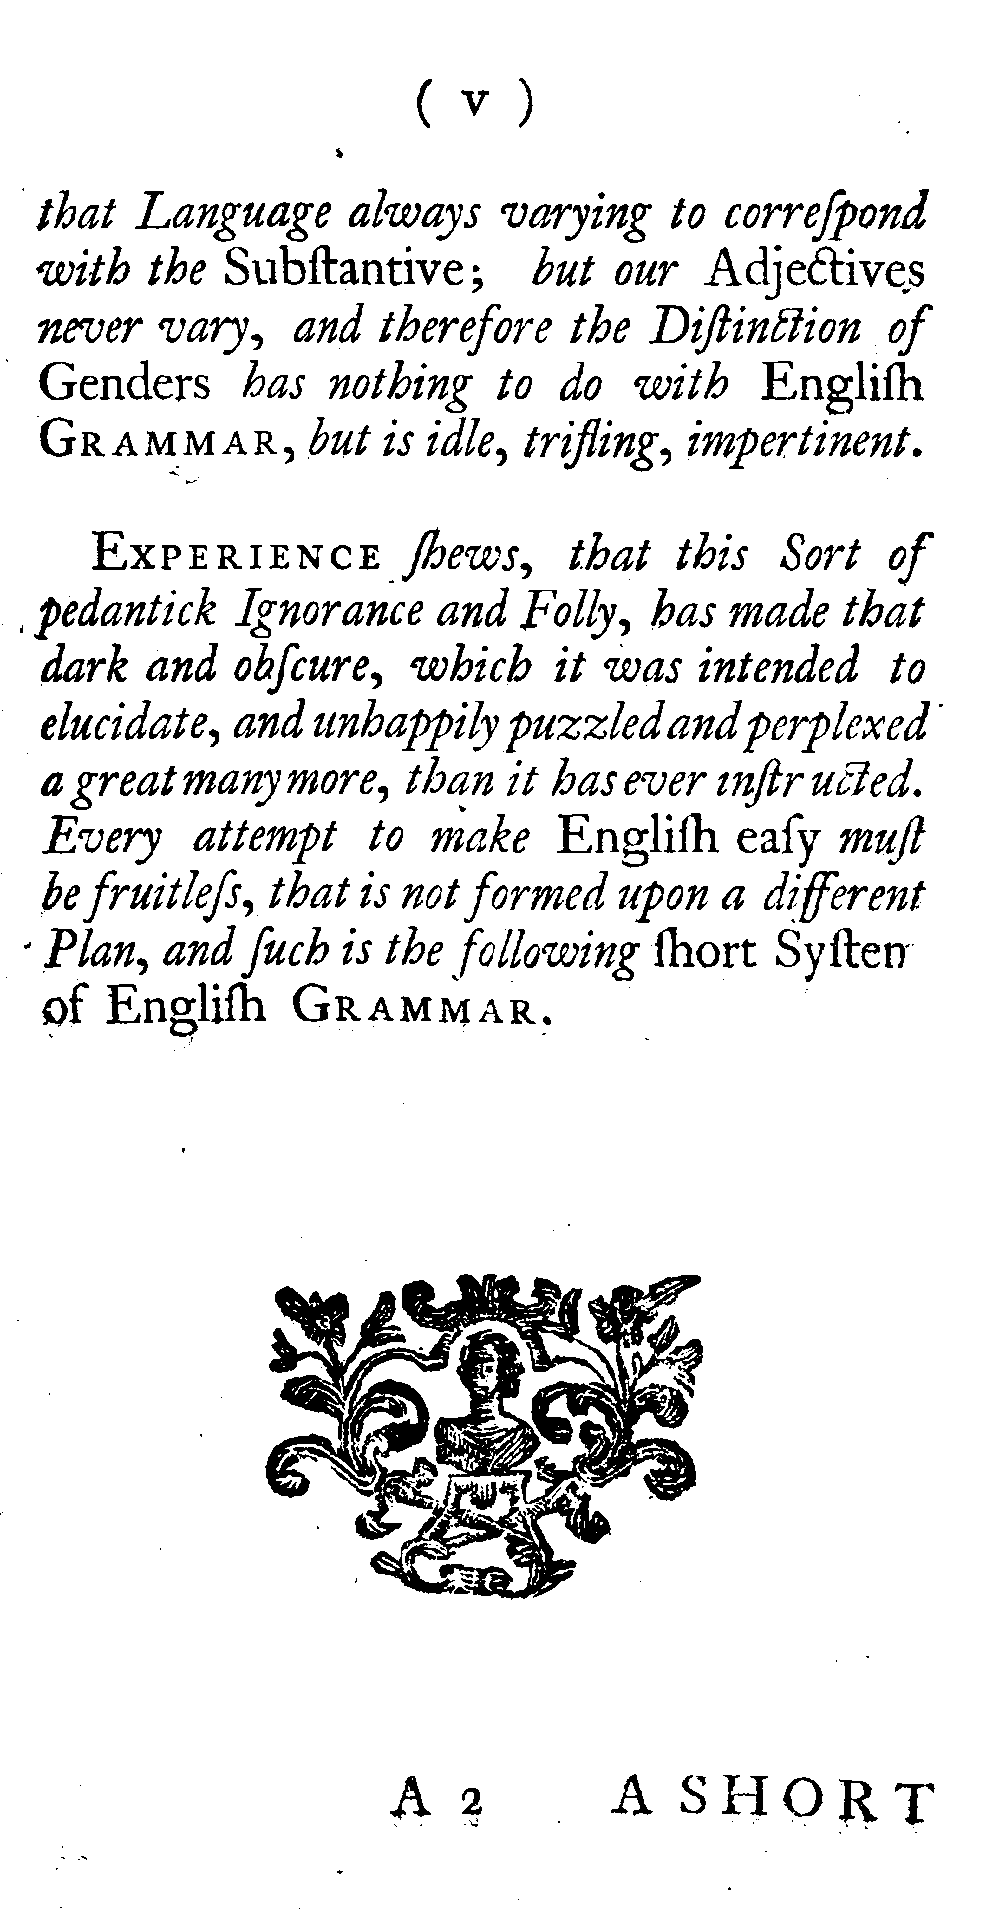 ( v )
that Language always varying to correſpond
with the Subſtantive; but our Adjectives
never vary, and therefore the Diſtinction of
Genders has nothing to do with Engliſh
GRAMMAR, but is idle, trifling, impertinent.
EXPERIENCE ſhews, that this Sort of
pedantick Ignorance and Folly, has made that
dark and obſcure, which it was intended to
elucidate, and unhappily puzzled and perplexed
a great many more, than it has ever inſtructed.
Every attempt to make Engliſh eaſy muſt
be fruitleſs, that is not formed upon a different
Plan, and ſuch is the following ſhort Syſtem
of Engliſh GRAMMAR.
A 2 A SHORT